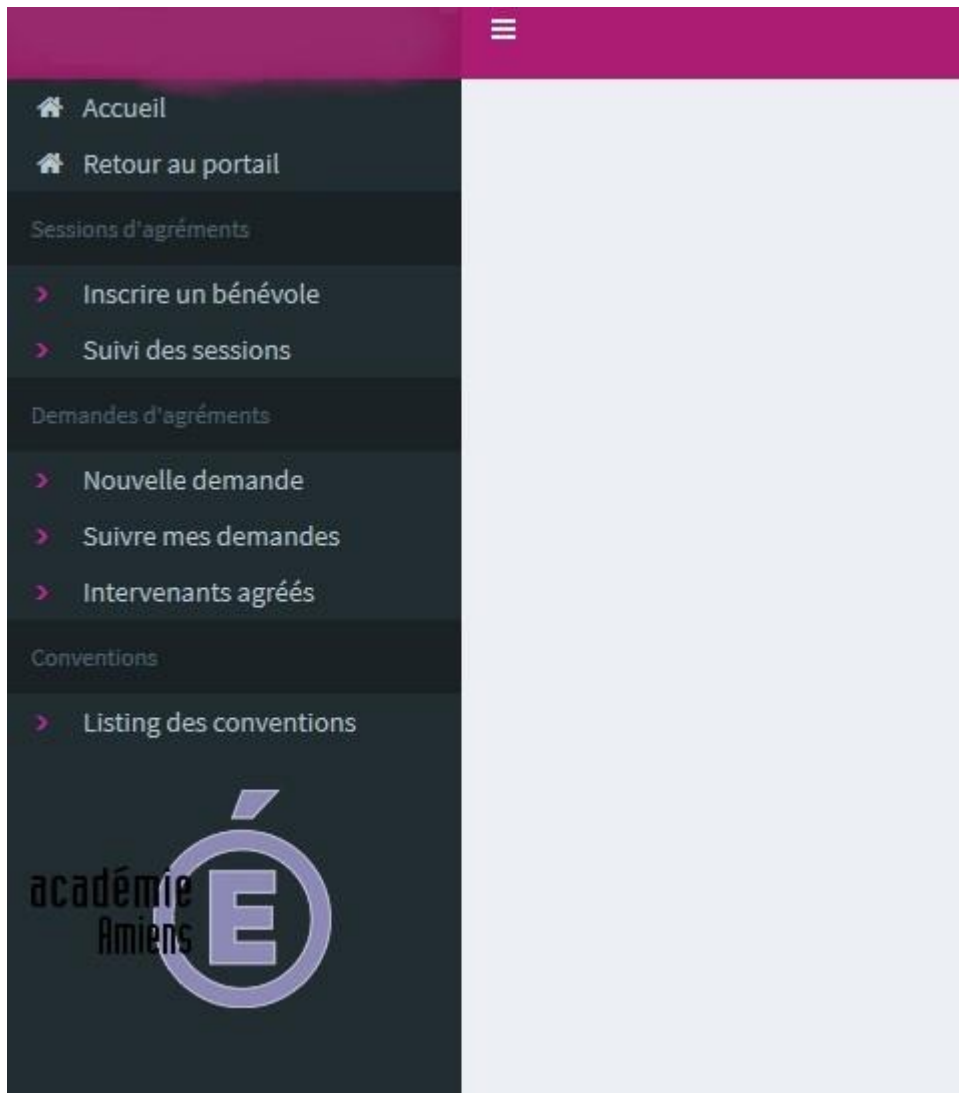 Accueil
Retour au portail
Sessions d'agréments
Inscrire un bénévole
Suivi des sessions
Demandes d'agréments
Nouvelle demande
Suivre mes demandes
Intervenants agréés
Conventions
Listing des conventions
académie
Amiens
É